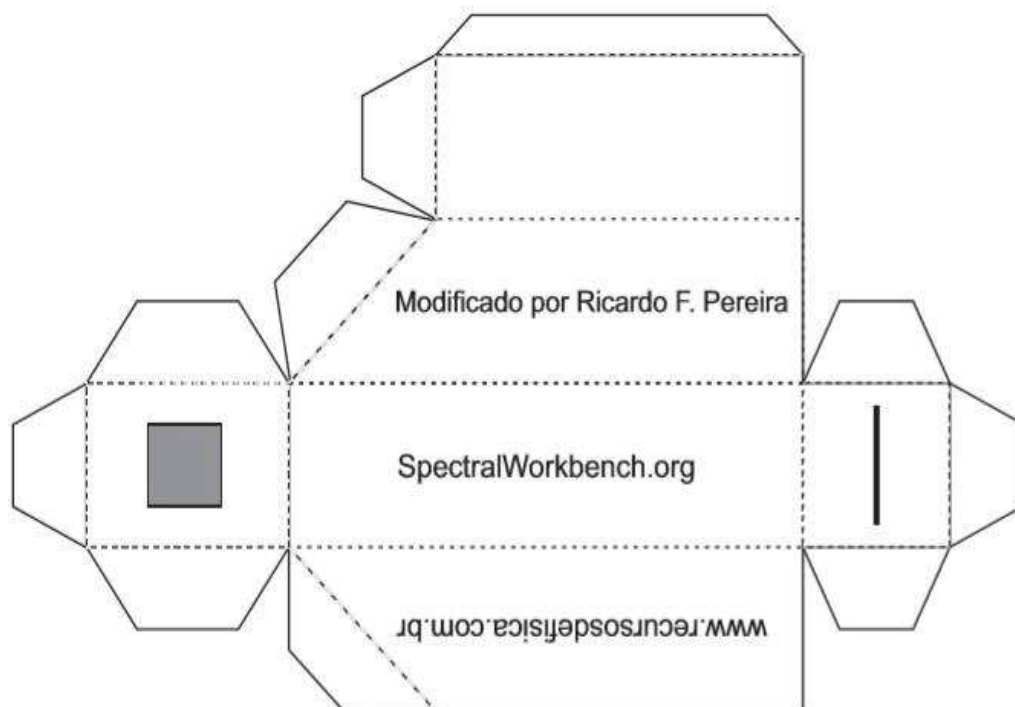 Modificado por Ricardo F. Pereira
SpectralWorkbench.org
www.recursosdefisica.com.br